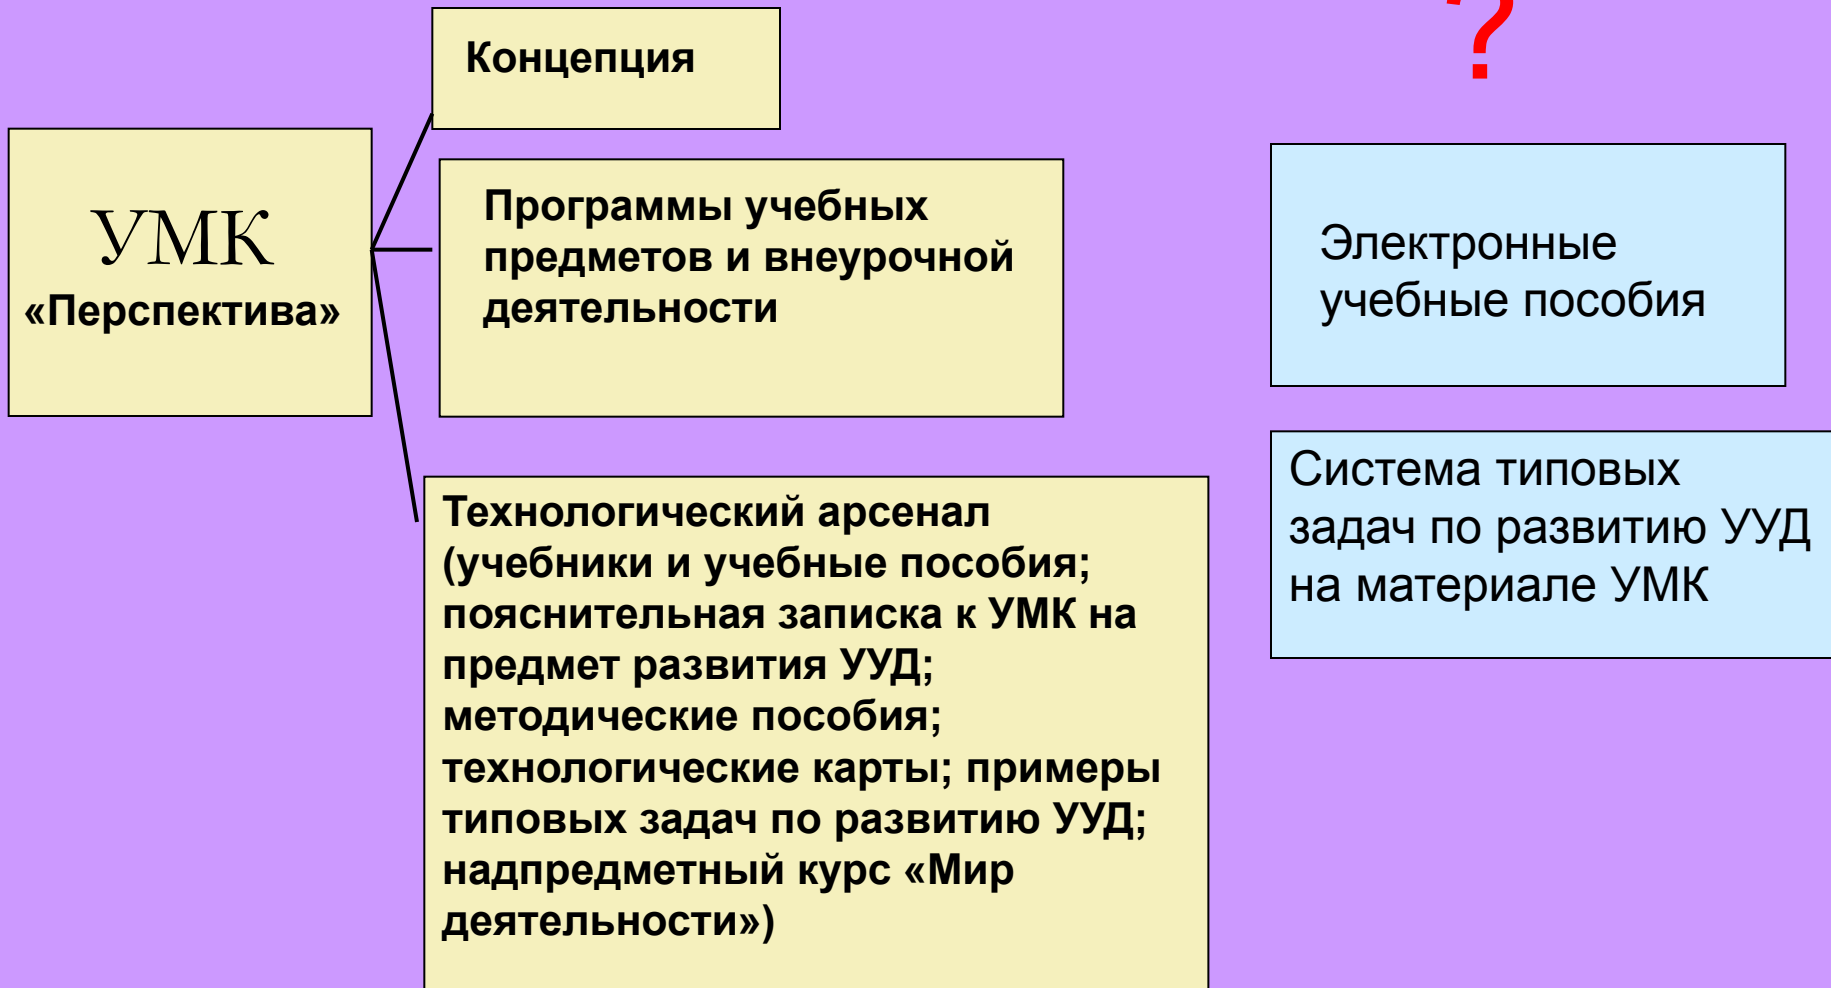 ?
Концепция
УМК
«Перспектива»
Программы учебных
предметов и внеурочной
деятельности
Технологический арсенал
(учебники и учебные пособия;
пояснительная записка к УМК на
предмет развития УУД;
методические пособия;
технологические карты; примеры
типовых задач по развитию УУД;
надпредметный курс «Мир
деятельности»)
Электронные
учебные пособия
Система типовых
задач по развитию УУД
на материале УМК